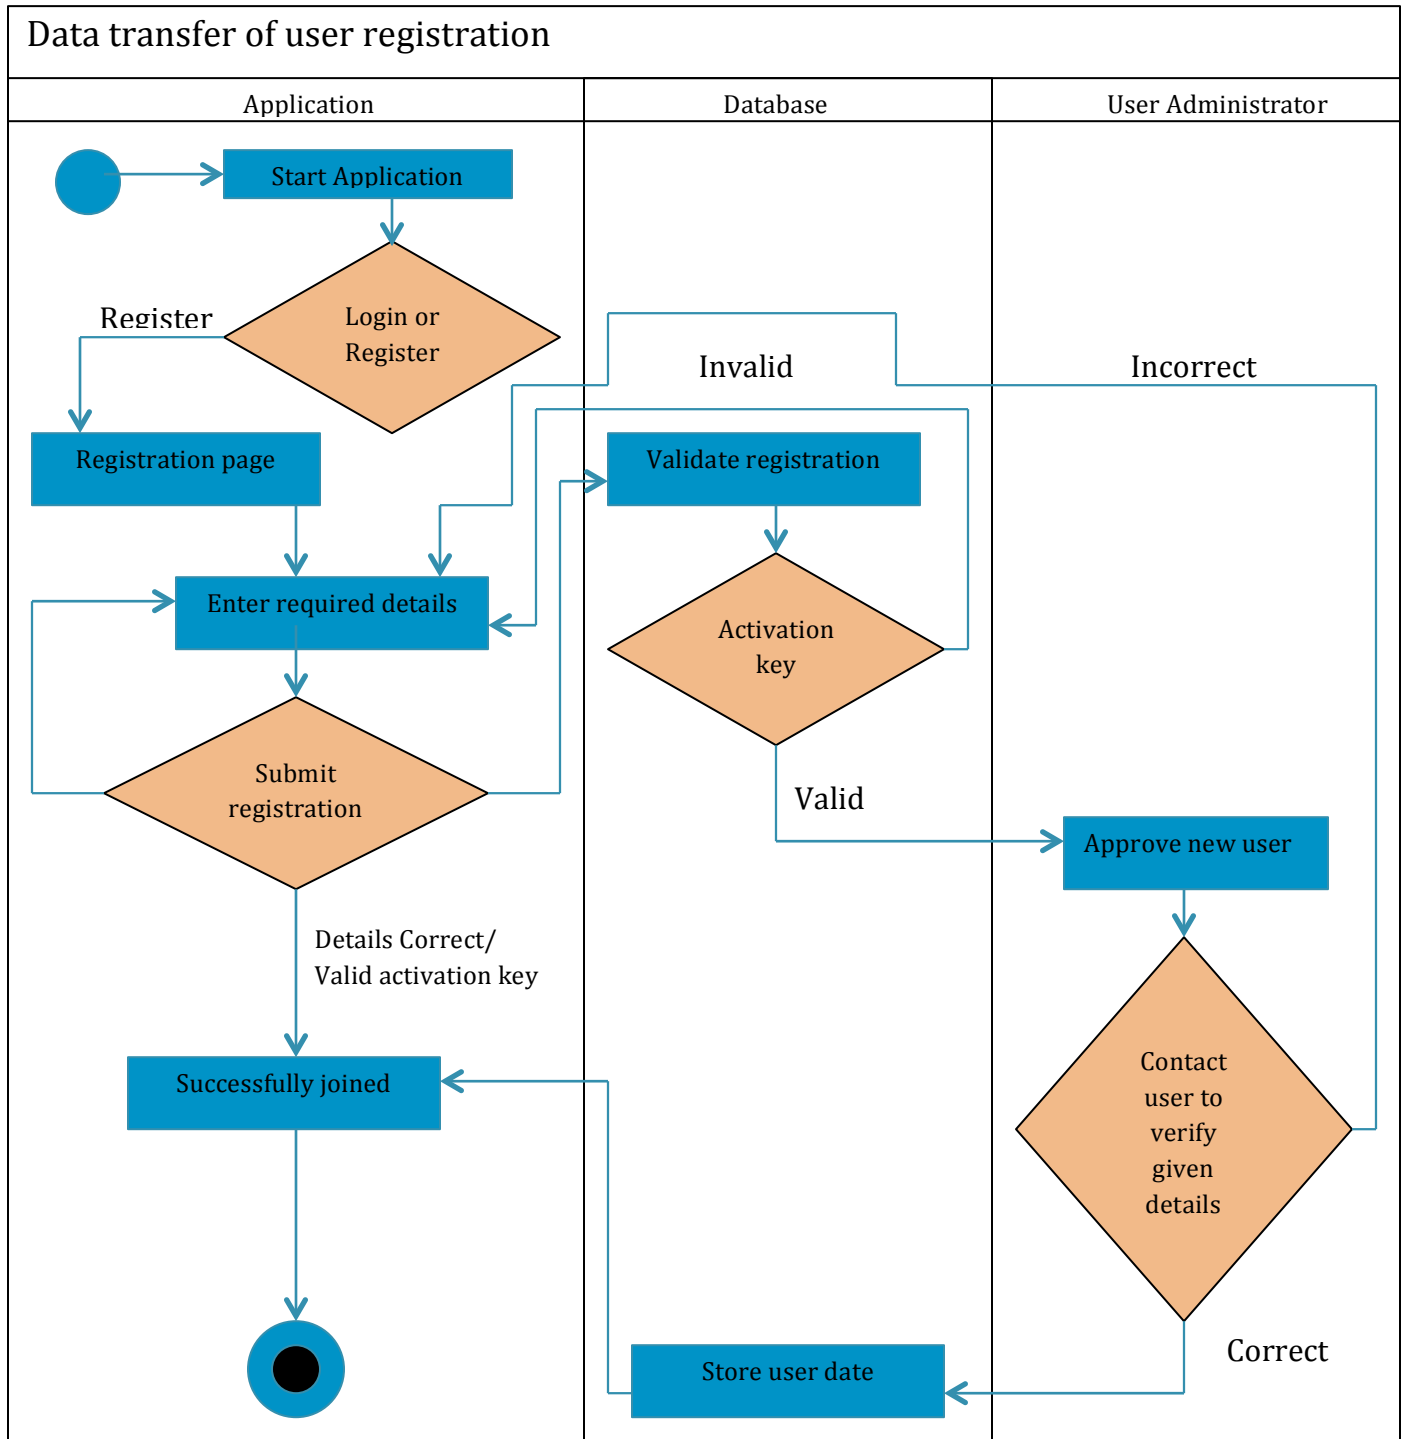 Data transfer of user registration
Application
Database
User Administrator
Start Application
Login or
Register
Register
Invalid
Incorrect
Registration page
Validate registration
Enter required details
Activation
key
Submit
registration
Valid
Approve new user
Details Correct/
Valid activation key
Successfully joined
Contact
user to
verify
given
details
Correct
Store user date